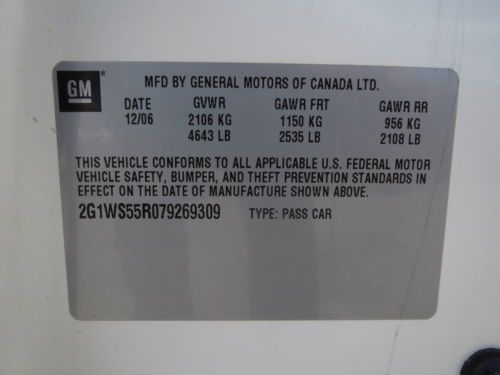 GM
MFD BY GENERAL MOTORS OF CANADA LTD.
DATE GVWR GAWR FRT GAWR RR
12/06 2106 KG 1150 KG 956 KG
4643 LB 2535 LB 2108 LB
THIS VEHICLE CONFORMS TO ALL APPLICABLE U.S. FEDERAL MOTOR
VEHICLE SAFETY, BUMPER, AND THEFT PREVENTION STANDARDS IN
EFFECT ON THE DATE OF MANUFACTURE SHOWN ABOVE.
2G1WS55R079269309 TYPE: PASS CAR